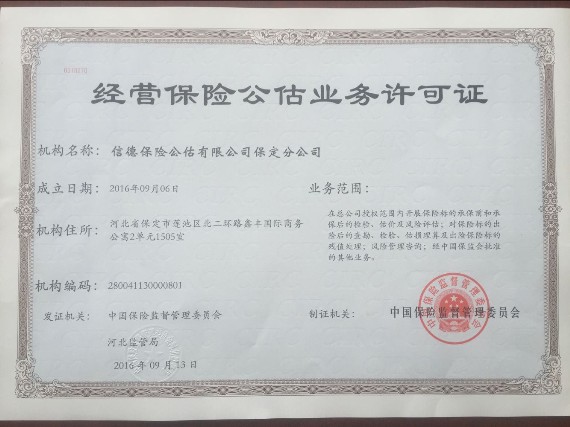 经营保险公估业务许可证
机构名称：信德保险公估有限公司保定分公司
成立日期：2016年09月06日
业务范围：
机构住所：河北省保定市莲池区北二环路鑫丰国际商务
公寓2单元1505室
在总公司授权范围内开展保险标的承保前和承
保后的检验、估价及风险评估；对保险标的出
险后的查勘、检验、估损理算及出险保险标的
残值处理；风险管理咨询；经中国保监会批准
的其他业务。
机构编码：280041130000801
发证机关：中国保险监督管理委员会
河北监管局
2016年09月13日
制证机关：中国保险监督管理委员会
中国保险监督管理委员会